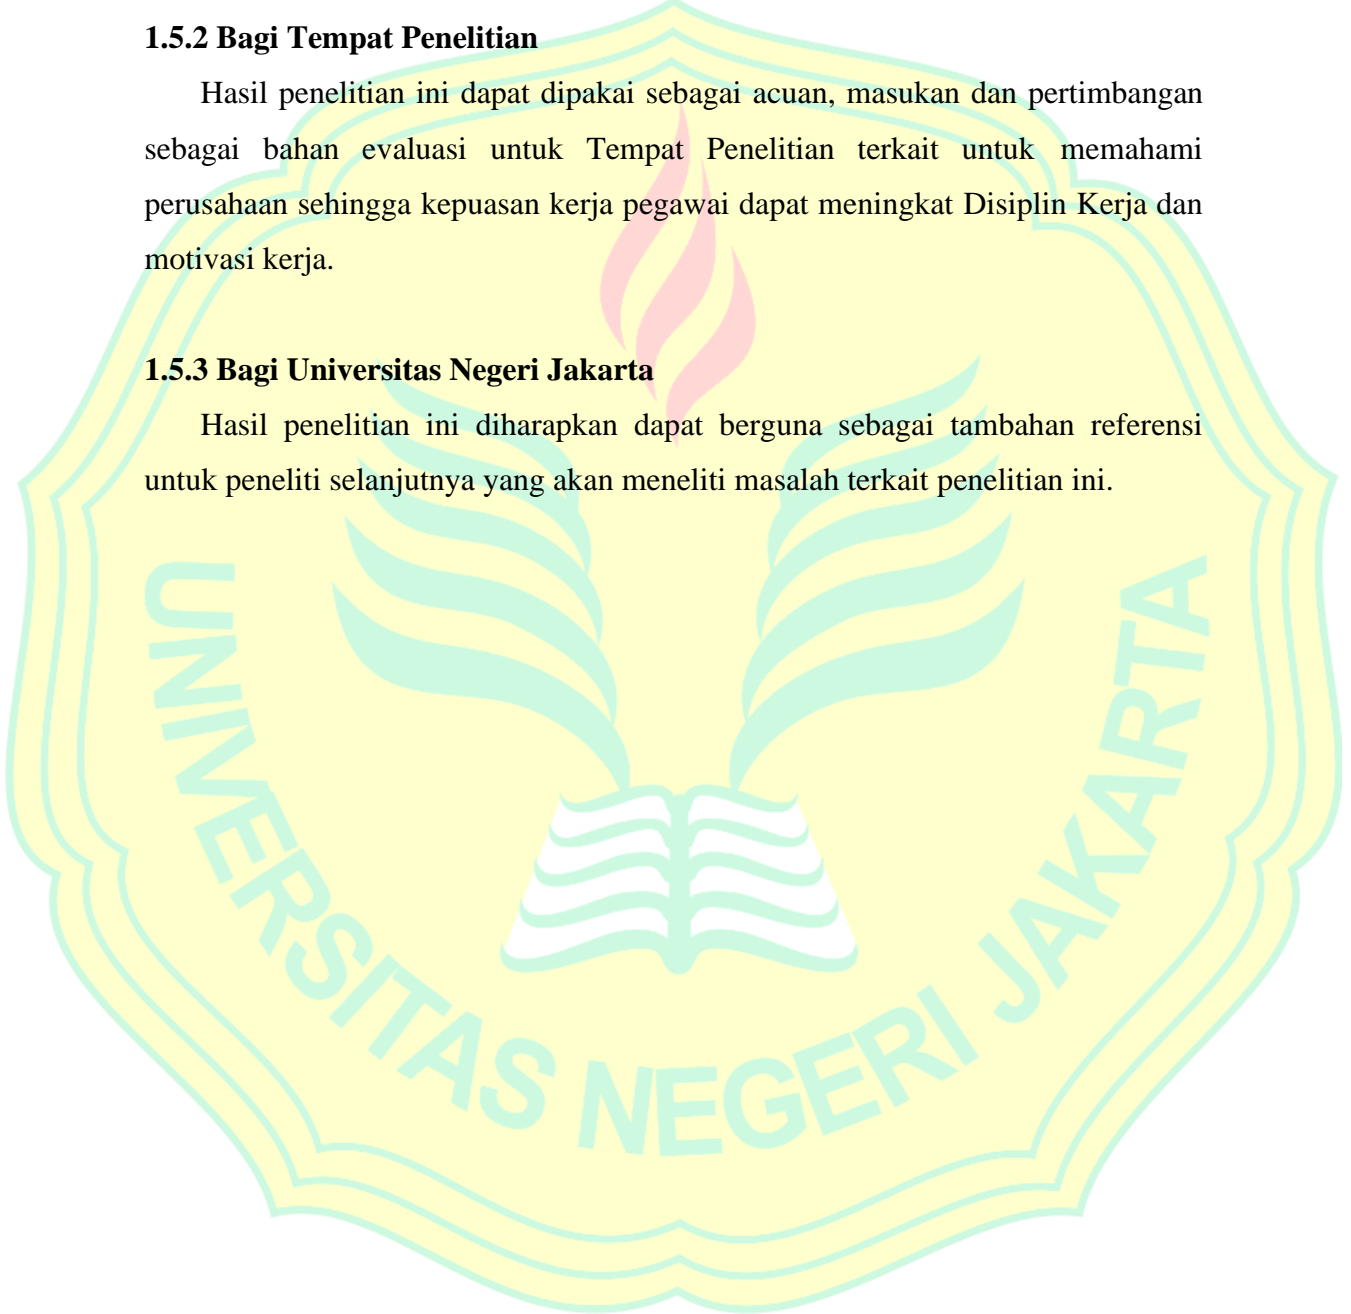 1.5.2 Bagi Tempat Penelitian
Hasil penelitian ini dapat dipakai sebagai acuan, masukan dan pertimbangan
sebagai bahan evaluasi untuk Tempat Penelitian terkait untuk memahami
perusahaan sehingga kepuasan kerja pegawai dapat meningkat Disiplin Kerja dan
motivasi kerja.
1.5.3 Bagi Universitas Negeri Jakarta
Hasil penelitian ini diharapkan dapat berguna sebagai tambahan referensi
untuk peneliti selanjutnya yang akan meneliti masalah terkait penelitian ini.
UNIVERSITAS NEGERI JAKARTA